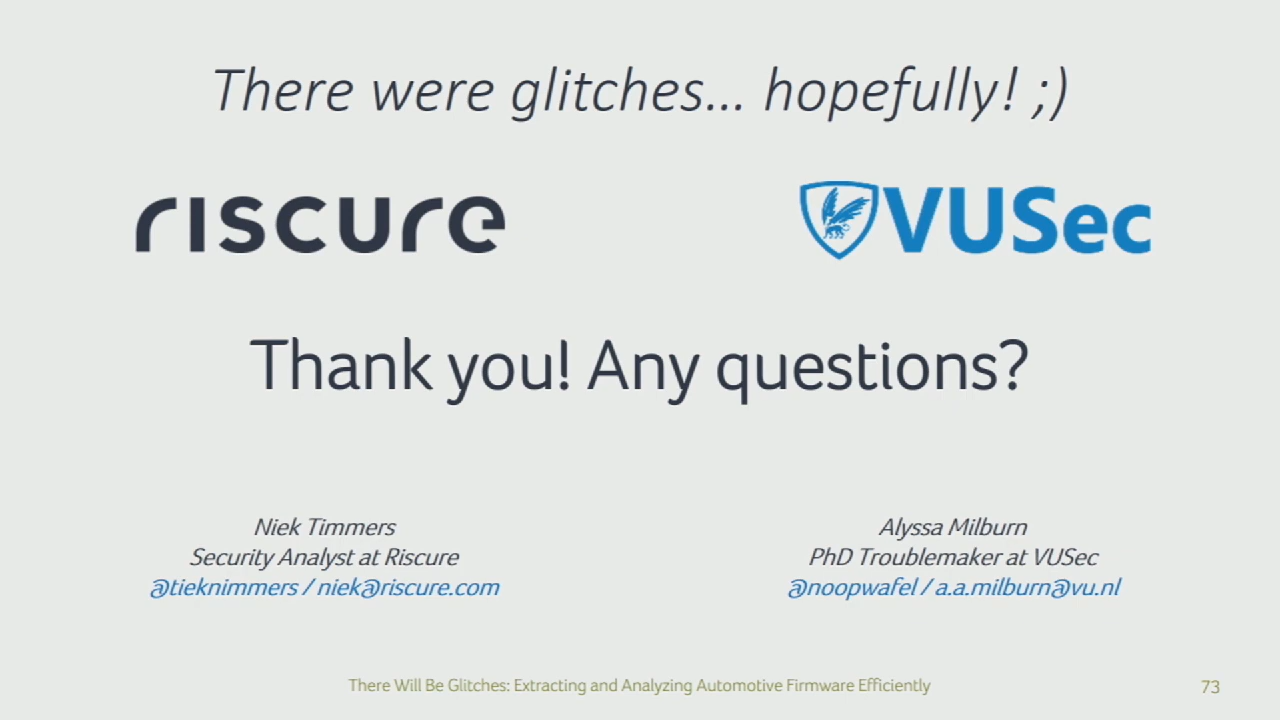 There were glitches... hopefully! ;)
riscure
VUSec
Thank you! Any questions?
Niek Timmers
Security Analyst at Riscure
@tieknimmers / niek@riscure.com
Alyssa Milburn
PhD Troublemaker at VUSec
@noopwafel / a.a.milburn@vu.nl
There Will Be Glitches: Extracting and Analyzing Automotive Firmware Efficiently
73